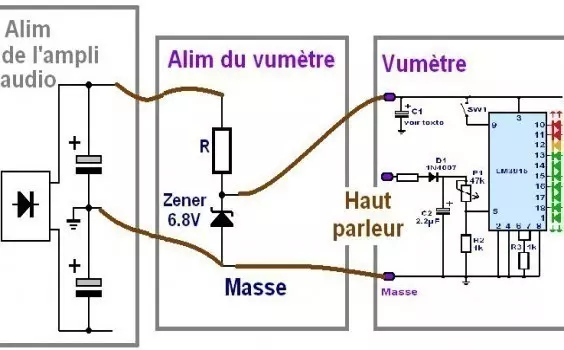 Alim
de l'ampli
audio
+
+
Alim du vumètre
R
Zener
6.8V
Masse
Vumètre
+
C1
voir texto
SW1
9
3
10
11
12
13
14
15
16
17
18
1
LM3915
D1
1N4007
P1
47k
+
C2
2.2µF
5
R2
1k
R3
1k
2
4
6
7
8
Haut
parleur
Masse